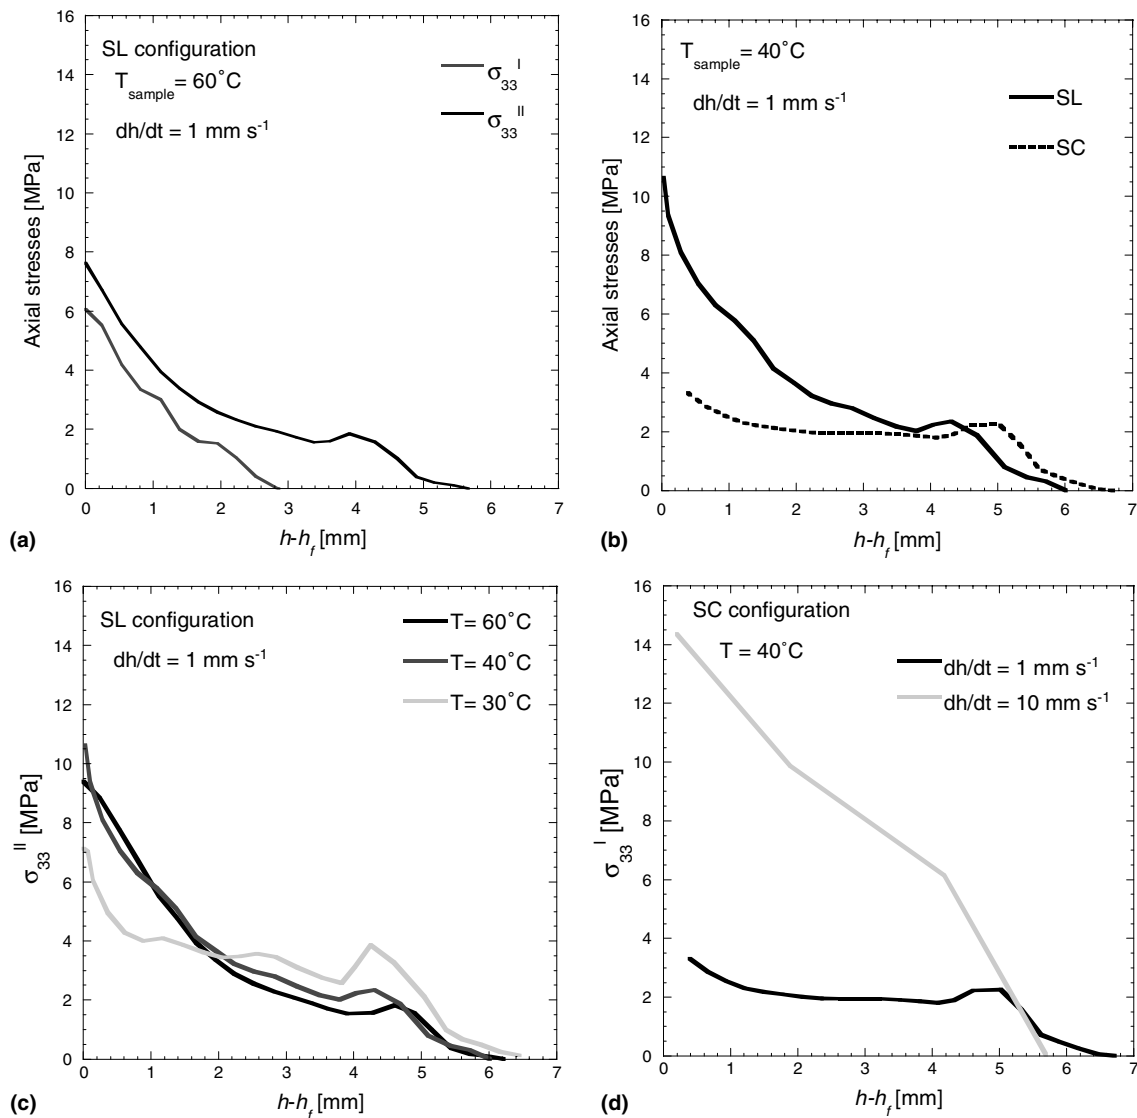 SL configuration
T_sample = 60°C
dh/dt = 1 mm s⁻¹
σ₃₃ᴵ
σ₃₃ᴵᴵ
Axial stresses [MPa]
16
14
12
10
8
6
4
2
0
0 1 2 3 4 5 6 7
h-h_f [mm]
(a)
T_sample = 40°C
dh/dt = 1 mm s⁻¹
SL
SC
Axial stresses [MPa]
16
14
12
10
8
6
4
2
0
0 1 2 3 4 5 6 7
h-h_f [mm]
(b)
SL configuration
dh/dt = 1 mm s⁻¹
T= 60°C
T= 40°C
T= 30°C
σ₃₃ᴵᴵ [MPa]
16
14
12
10
8
6
4
2
0
0 1 2 3 4 5 6 7
h-h_f [mm]
(c)
SC configuration
T = 40°C
dh/dt = 1 mm s⁻¹
dh/dt = 10 mm s⁻¹
σ₃₃ᴵ [MPa]
16
14
12
10
8
6
4
2
0
0 1 2 3 4 5 6 7
h-h_f [mm]
(d)